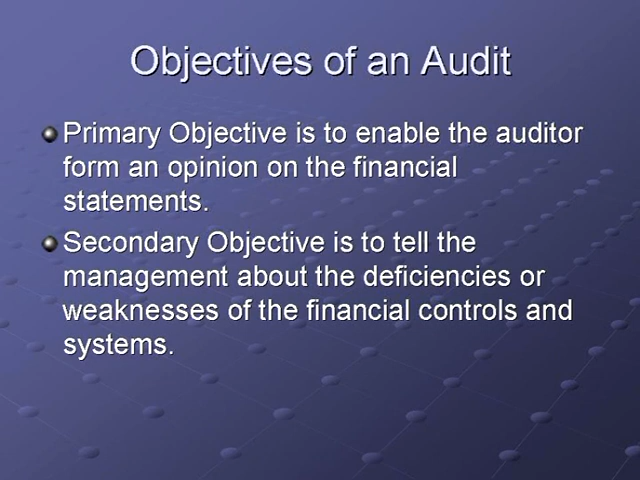 Objectives of an Audit
Primary Objective is to enable the auditor
form an opinion on the financial
statements.
Secondary Objective is to tell the
management about the deficiencies or
weaknesses of the financial controls and
systems.